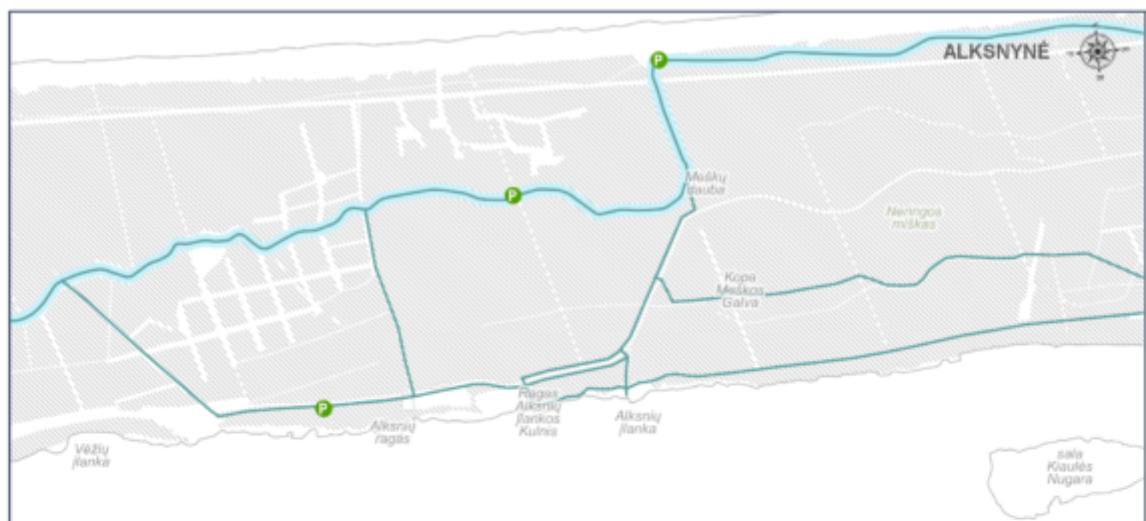 P
ALKSNYNĖ
Meškų
dauba
P
Neringos
miškas
Kopa
Meškos
Galva
P
Ragas
Alksnių
Įlankos
Kulnis
Alksnių
ragas
Alksnių
įlanka
Vėžių
įlanka
sala
Kiaulės
Nugara